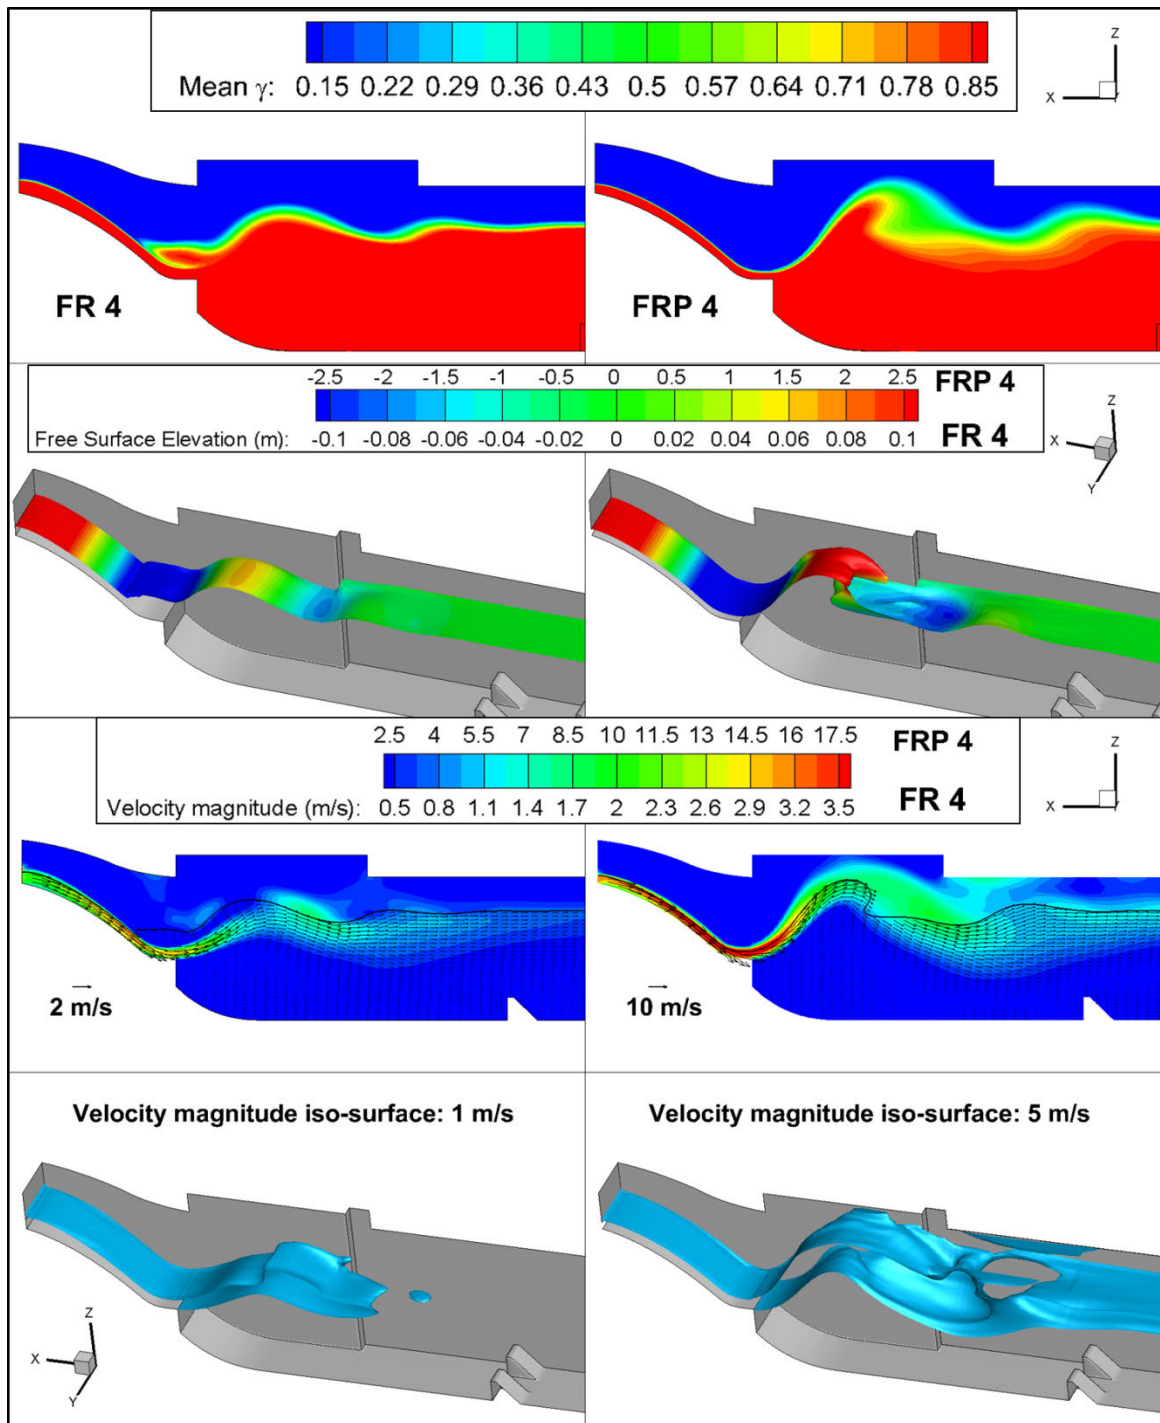 Mean γ: 0.15 0.22 0.29 0.36 0.43 0.5 0.57 0.64 0.71 0.78 0.85
Z
X
Y
FR 4
FRP 4
-2.5 -2 -1.5 -1 -0.5 0 0.5 1 1.5 2 2.5 FRP 4
Free Surface Elevation (m): -0.1 -0.08 -0.06 -0.04 -0.02 0 0.02 0.04 0.06 0.08 0.1 FR 4
Z
X
Y
2.5 4 5.5 7 8.5 10 11.5 13 14.5 16 17.5 FRP 4
Velocity magnitude (m/s): 0.5 0.8 1.1 1.4 1.7 2 2.3 2.6 2.9 3.2 3.5 FR 4
Z
X
Y
2 m/s
10 m/s
Velocity magnitude iso-surface: 1 m/s
Velocity magnitude iso-surface: 5 m/s
Z
X
Y